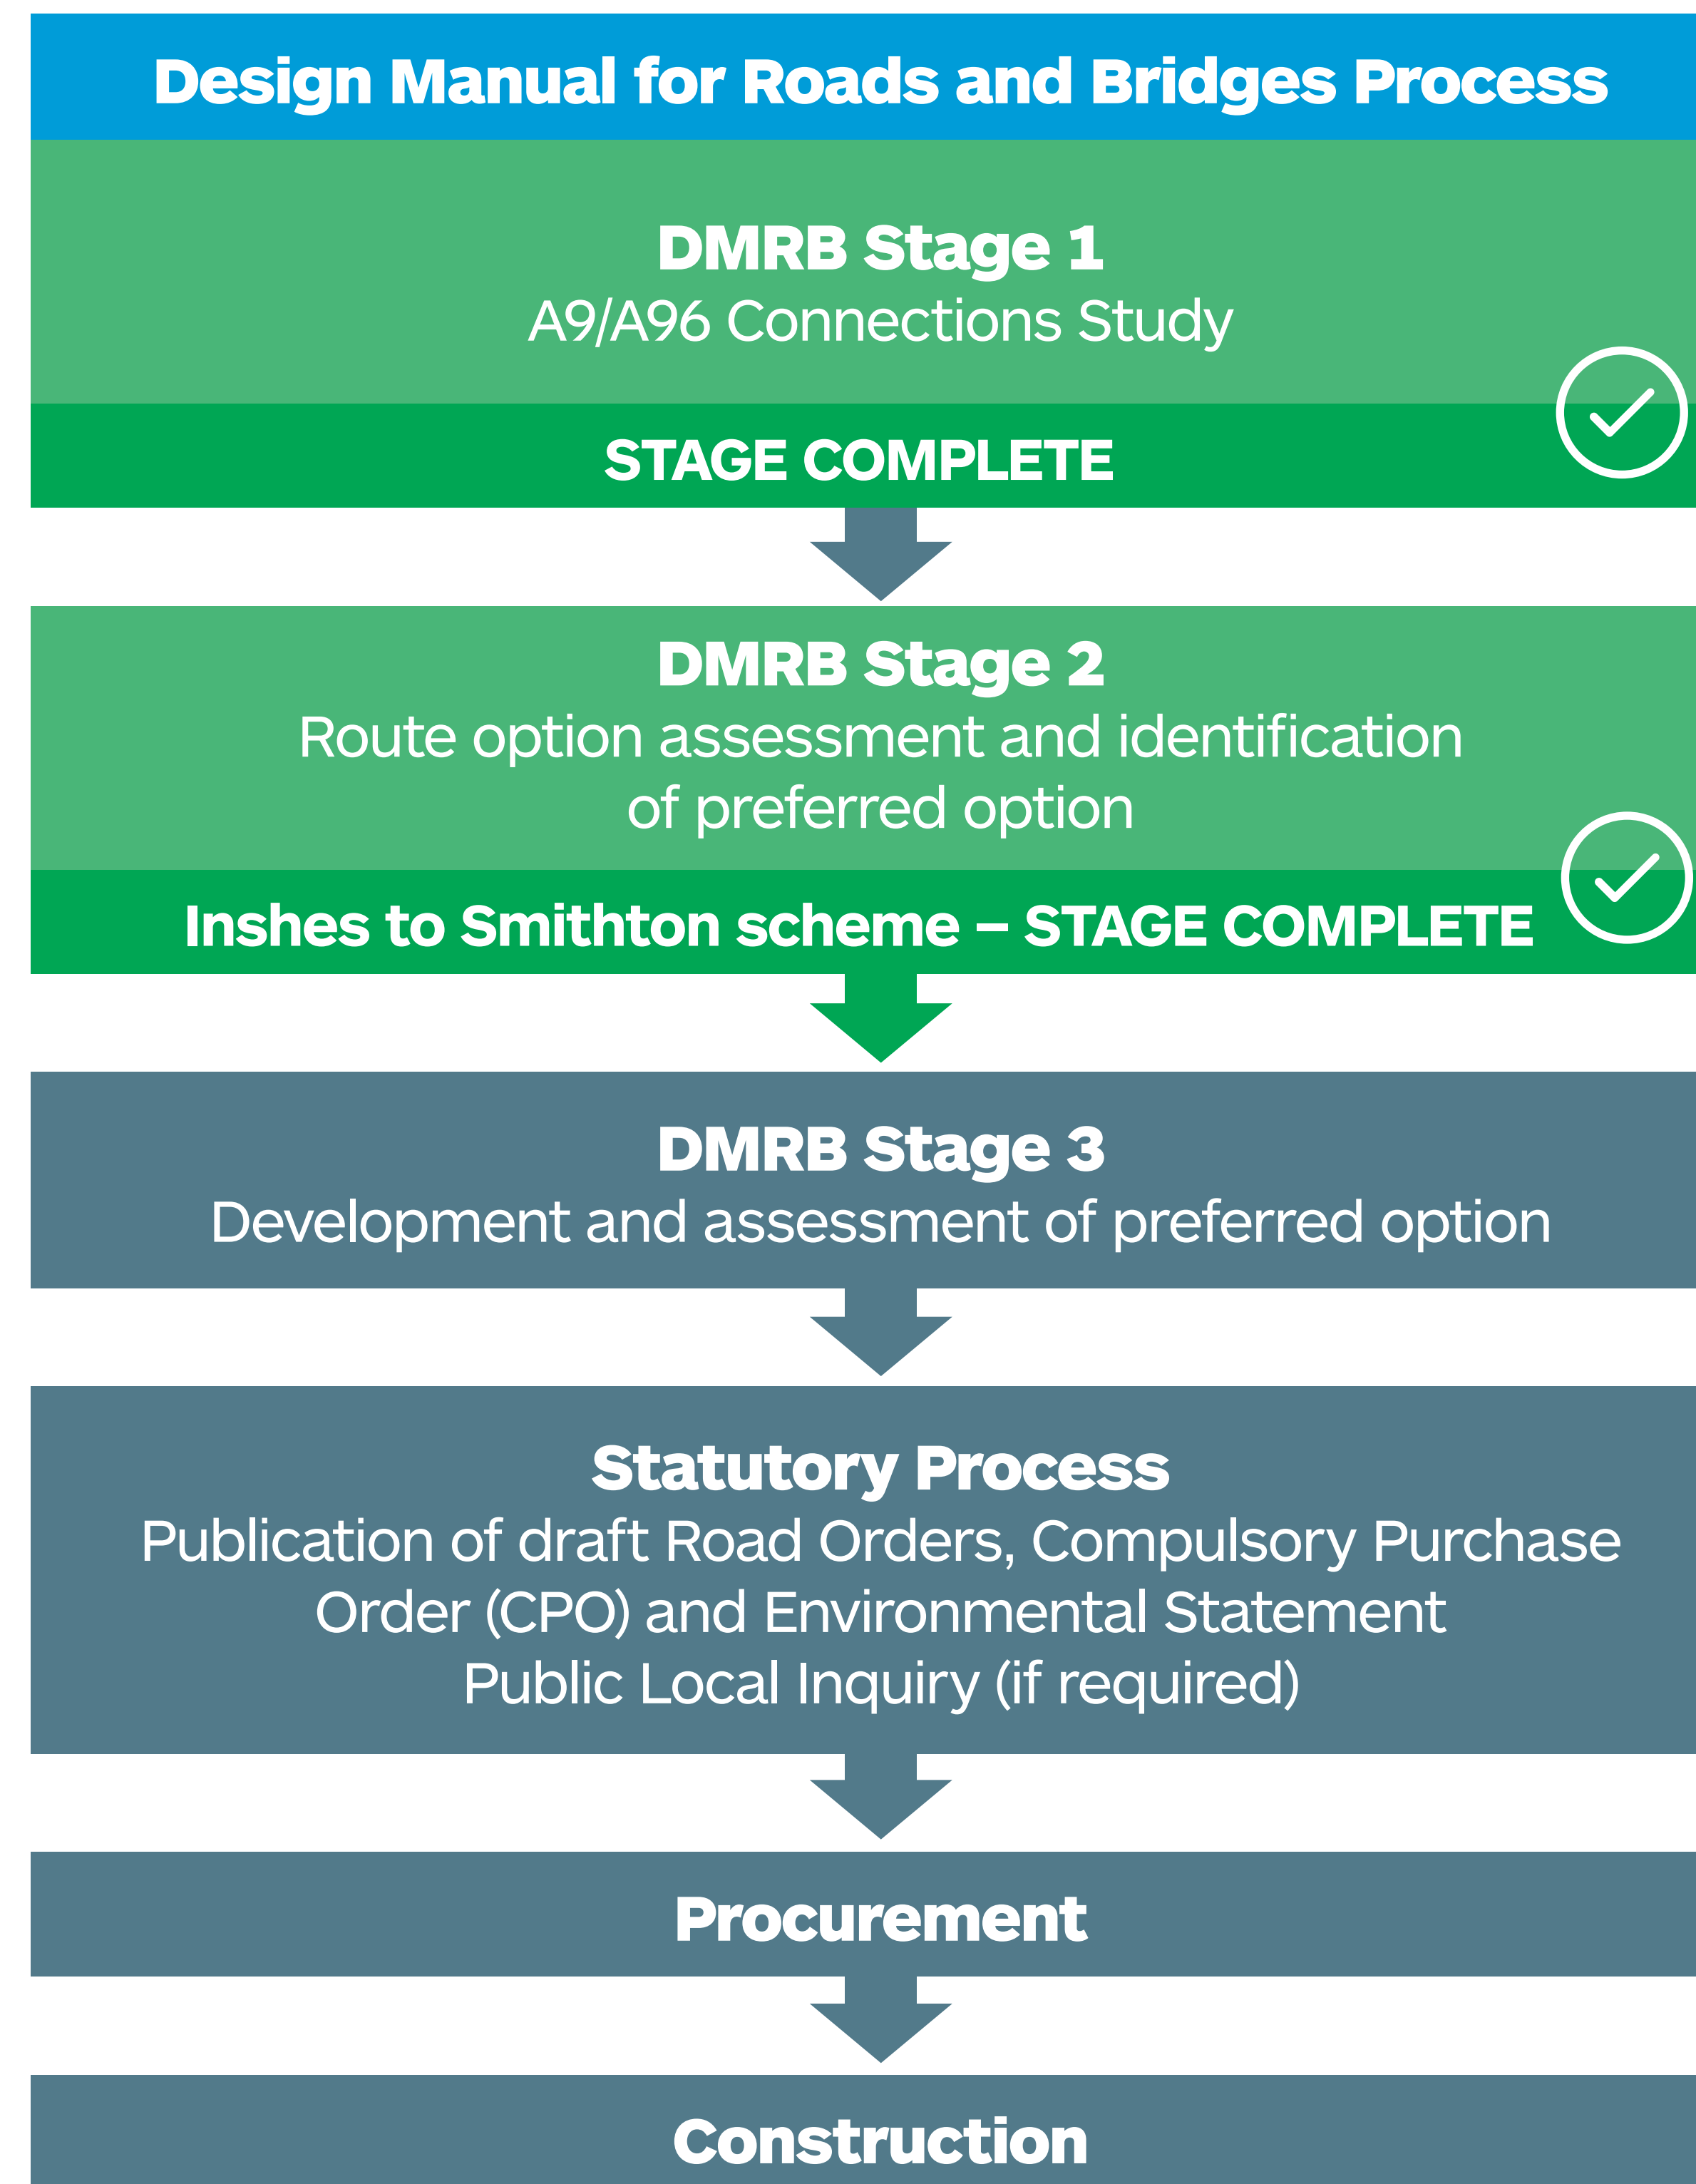 Design Manual for Roads and Bridges Process
DMRB Stage 1
A9/A96 Connections Study
STAGE COMPLETE
DMRB Stage 2
Route option assessment and identification
of preferred option
Inshes to Smithton scheme – STAGE COMPLETE
DMRB Stage 3
Development and assessment of preferred option
Statutory Process
Publication of draft Road Orders, Compulsory Purchase
Order (CPO) and Environmental Statement
Public Local Inquiry (if required)
Procurement
Construction